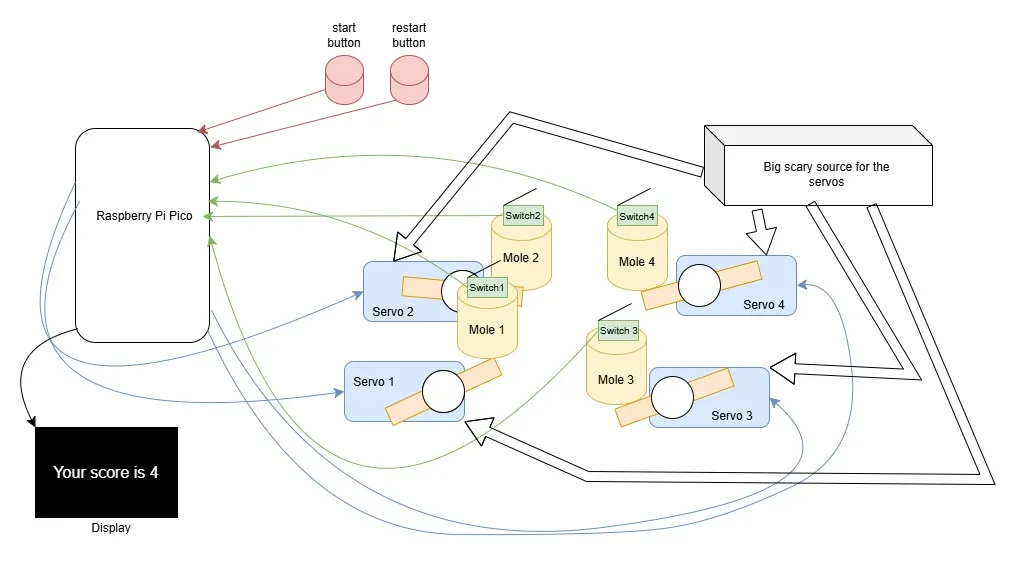 start
button
restart
button
Big scary source for the
servos
Raspberry Pi Pico
Switch2
Switch4
Mole 2
Mole 4
Switch1
Servo 2
Servo 4
Mole 1
Switch 3
Mole 3
Servo 1
Servo 3
Your score is 4
Display